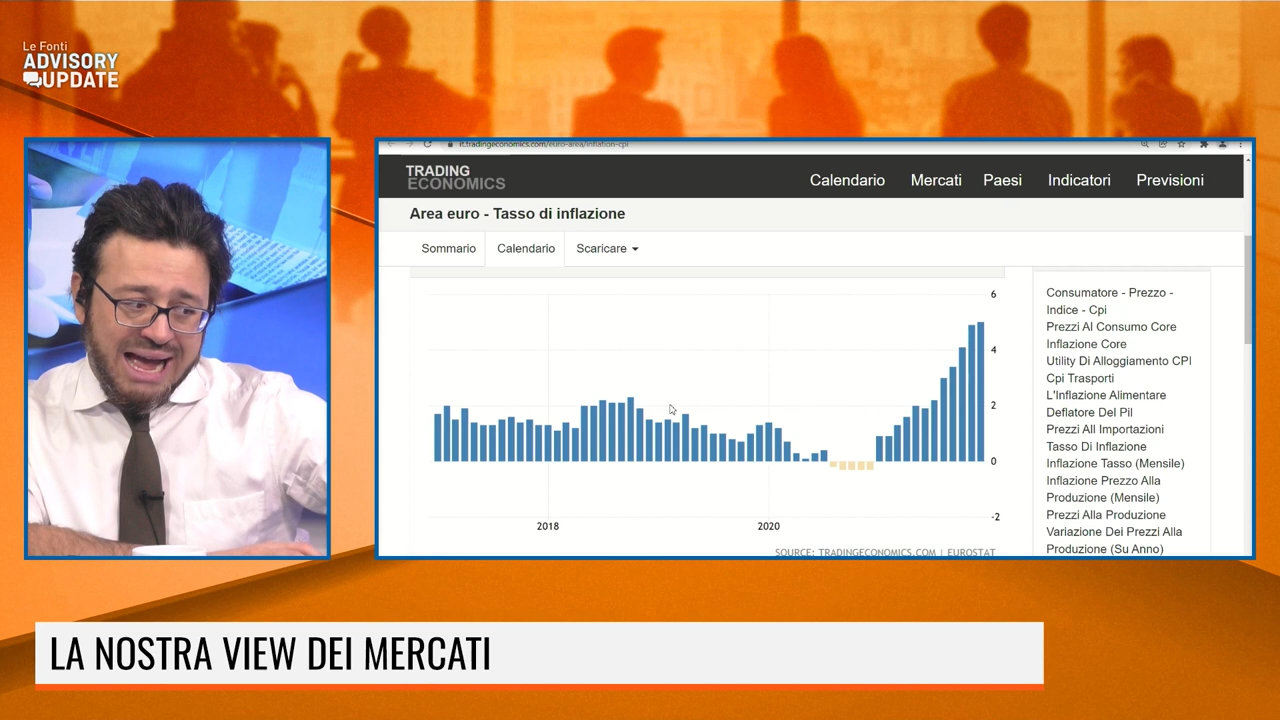 Le Fonti
ADVISORY
UPDATE
it.tradingeconomics.com/euro-area/inflation-cpi
TRADING
ECONOMICS
Calendario
Mercati
Paesi
Indicatori
Previsioni
Area euro - Tasso di inflazione
Sommario
Calendario
Scaricare
6
4
2
0
-2
2018
2020
SOURCE: TRADINGECONOMICS.COM | EUROSTAT
Consumatore - Prezzo -
Indice - Cpi
Prezzi Al Consumo Core
Inflazione Core
Utility Di Alloggiamento CPI
Cpi Trasporti
L'Inflazione Alimentare
Deflatore Del Pil
Prezzi All Importazioni
Tasso Di Inflazione
Inflazione Tasso (Mensile)
Inflazione Prezzo Alla
Produzione (Mensile)
Prezzi Alla Produzione
Variazione Dei Prezzi Alla
Produzione (Su Anno)
LA NOSTRA VIEW DEI MERCATI